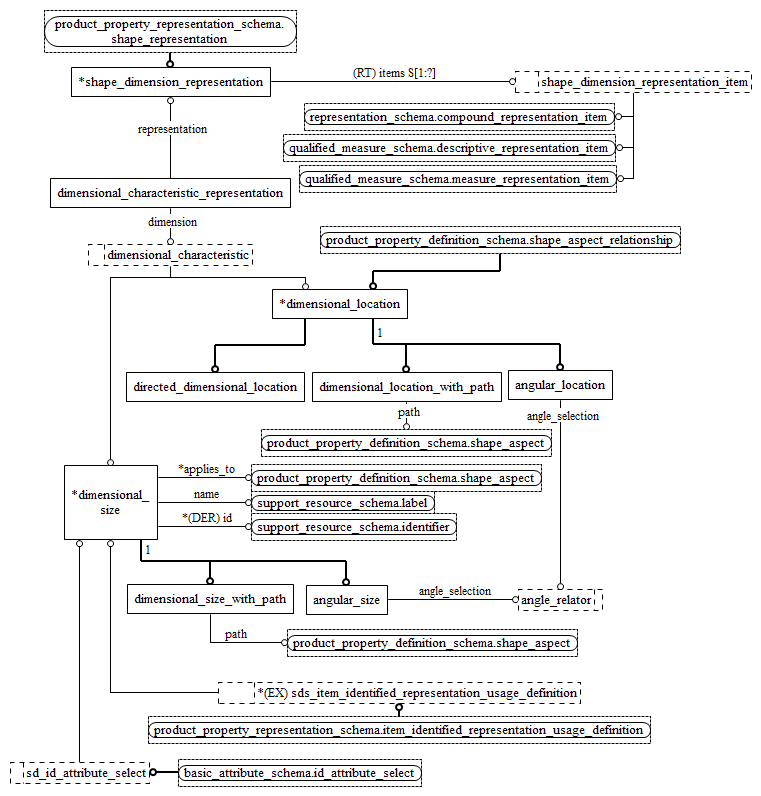 product_property_representation_schema.
shape_representation
*shape_dimension_representation
(RT) items S[1:?]
shape_dimension_representation_item
representation_schema.compound_representation_item
representation
qualified_measure_schema.descriptive_representation_item
qualified_measure_schema.measure_representation_item
dimensional_characteristic_representation
dimension
product_property_definition_schema.shape_aspect_relationship
dimensional_characteristic
*dimensional_location
1
directed_dimensional_location
dimensional_location_with_path
angular_location
path
angle_selection
product_property_definition_schema.shape_aspect
*applies_to
product_property_definition_schema.shape_aspect
*dimensional_
size
name
support_resource_schema.label
*(DER) id
support_resource_schema.identifier
1
dimensional_size_with_path
angular_size
angle_selection
angle_relator
path
product_property_definition_schema.shape_aspect
*(EX) sds_item_identified_representation_usage_definition
product_property_representation_schema.item_identified_representation_usage_definition
sd_id_attribute_select
basic_attribute_schema.id_attribute_select